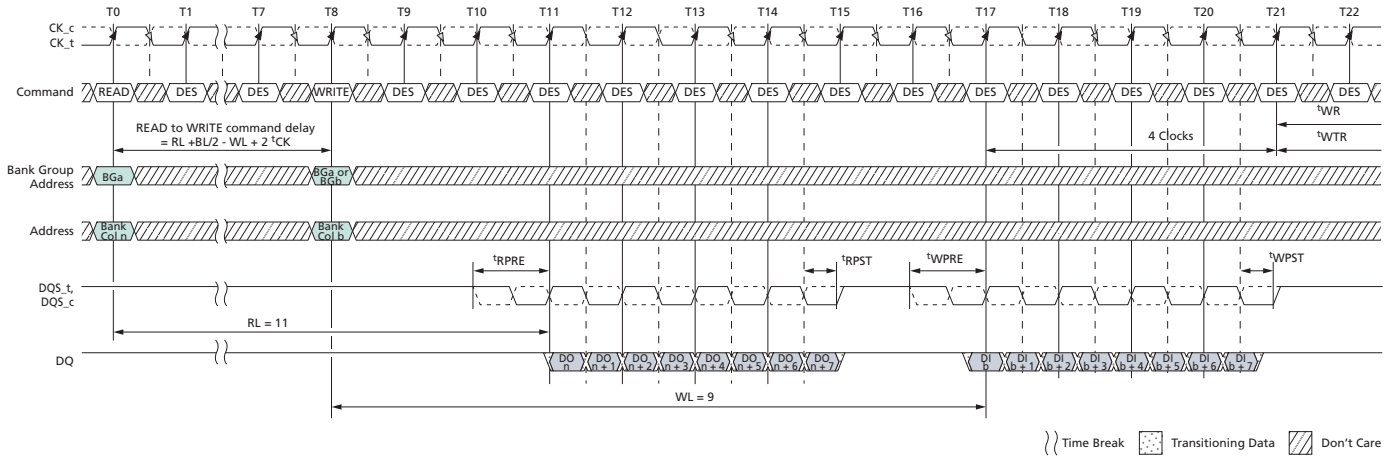 T0 T1 T7 T8 T9 T10 T11 T12 T13 T14 T15 T16 T17 T18 T19 T20 T21 T22
CK_c
CK_t
Command READ DES DES WRITE DES DES DES DES DES DES DES DES DES DES DES DES DES DES
READ to WRITE command delay
= RL +BL/2 - WL + 2 tCK
tWR
4 Clocks tWTR
Bank Group
Address
BGa
BGa or
BGb
Address
Bank
Col n
Bank
Col b
tRPRE tRPST tWPRE tWPST
DQS_t,
DQS_c
RL = 11
DQ
DO DO DO DO DO DO DO DO DI DI DI DI DI DI DI DI
n n + 1 n + 2 n + 3 n + 4 n + 5 n + 6 n + 7 b b + 1 b + 2 b + 3 b + 4 b + 5 b + 6 b + 7
WL = 9
Time Break Transitioning Data Don't Care